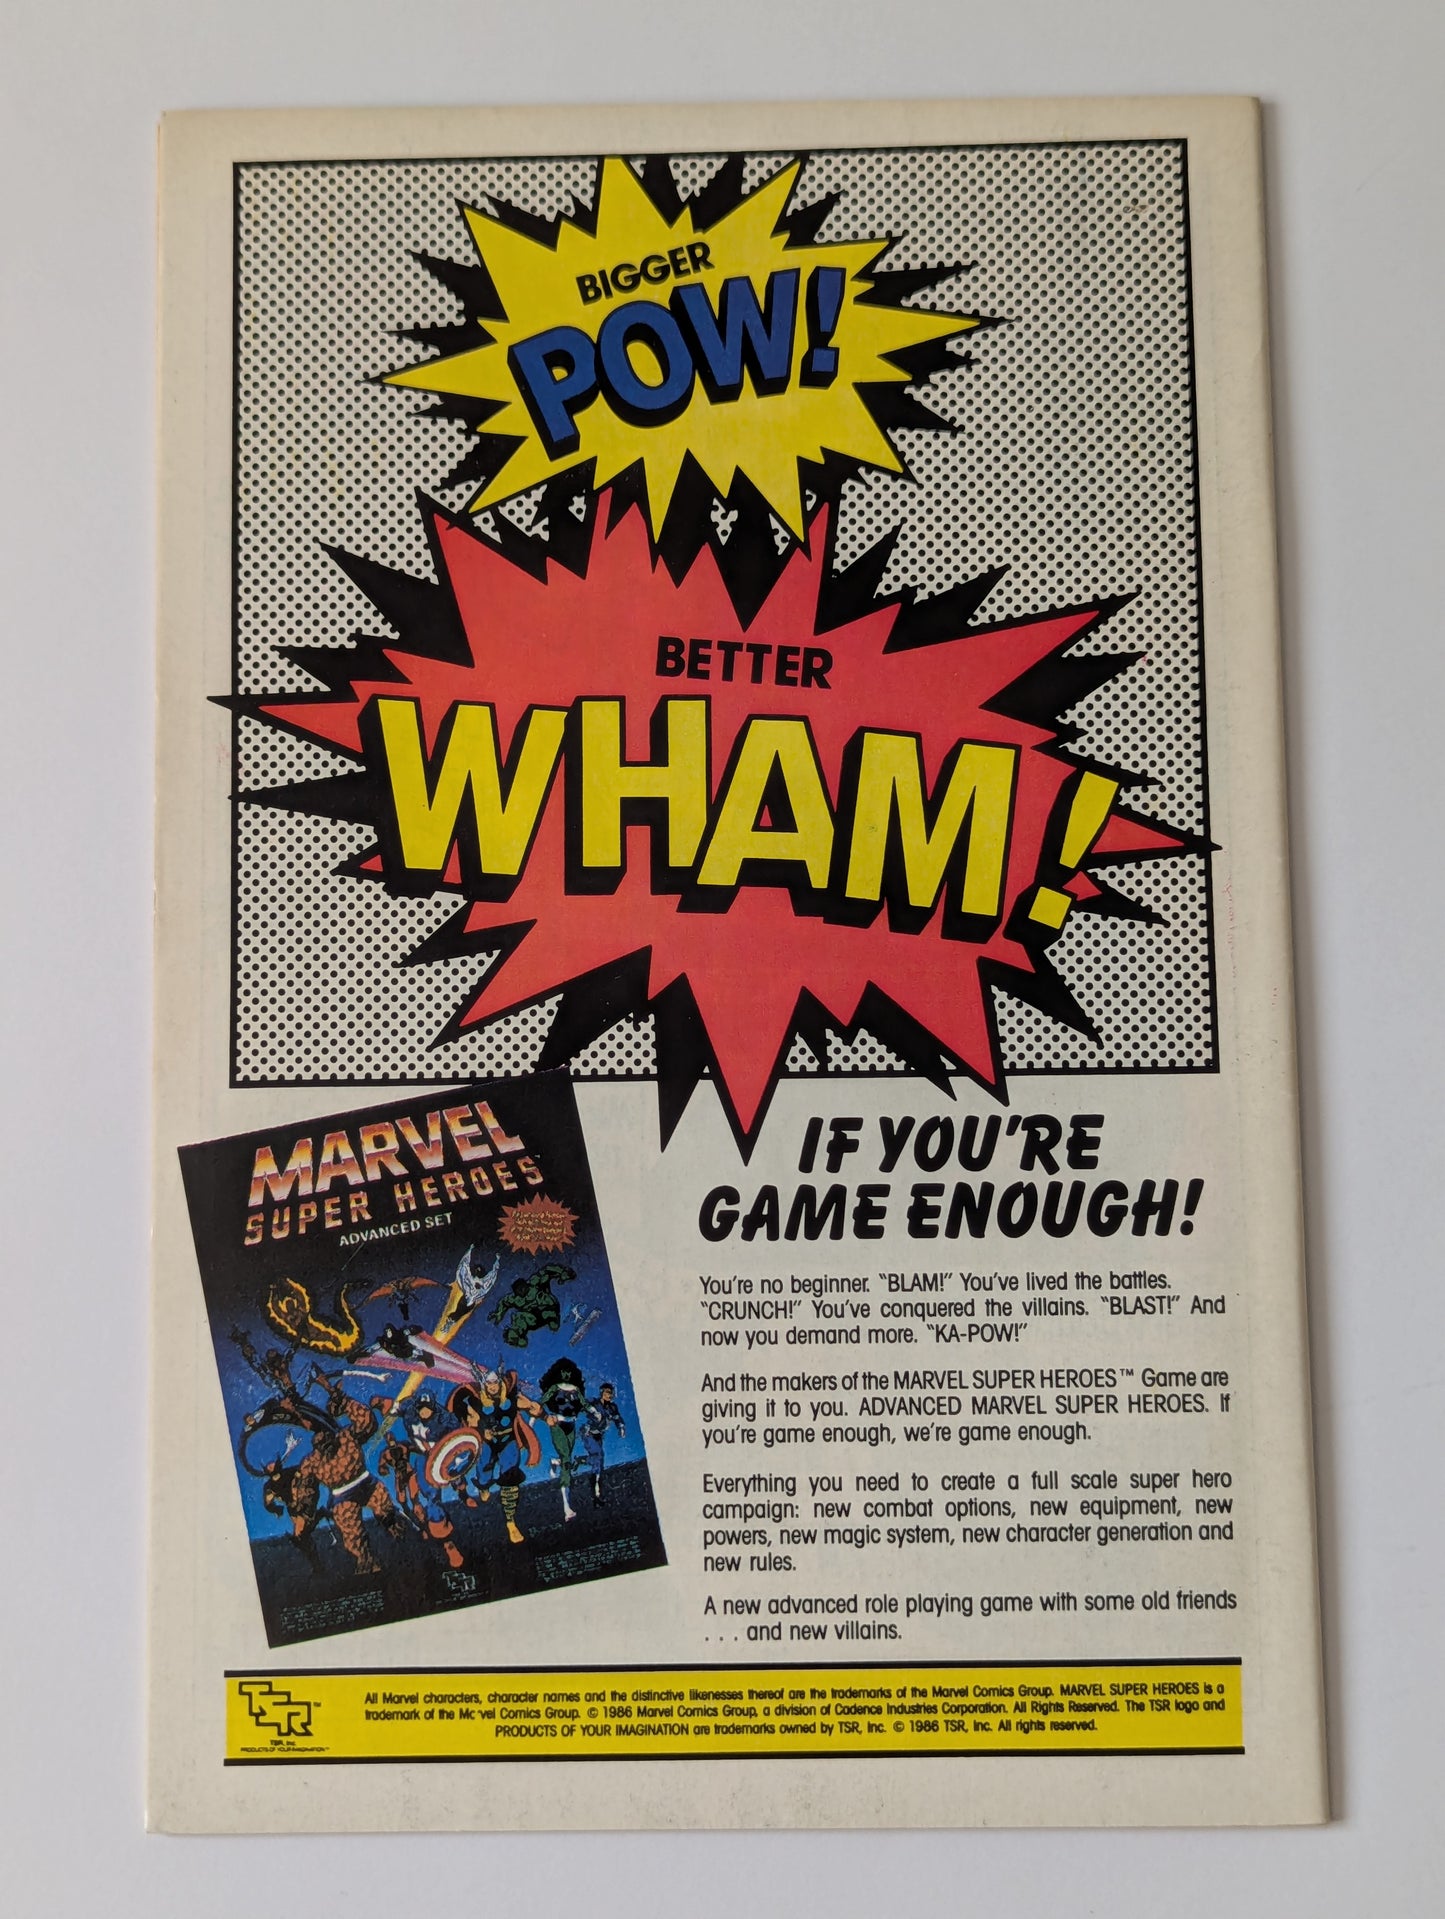 BIGGER
POW!
BETTER
WHAM!
MARVEL
SUPER HEROES
ADVANCED SET
IF YOU'RE
GAME ENOUGH!
You're no beginner. "BLAM!" You've lived the battles.
"CRUNCH!" You've conquered the villains. "BLAST!" And
now you demand more. "KA-POW!"
And the makers of the MARVEL SUPER HEROES™ Game are
giving it to you. ADVANCED MARVEL SUPER HEROES. If
you're game enough, we're game enough.
Everything you need to create a full scale super hero
campaign: new combat options, new equipment, new
powers, new magic system, new character generation and
new rules.
A new advanced role playing game with some old friends
. . . and new villains.
TSR™
TSR, Inc.
PRODUCTS OF YOUR IMAGINATION™
All Marvel characters, character names and the distinctive likenesses thereof are the trademarks of the Marvel Comics Group. MARVEL SUPER HEROES is a
trademark of the Marvel Comics Group. © 1986 Marvel Comics Group, a division of Cadence Industries Corporation. All Rights Reserved. The TSR logo and
PRODUCTS OF YOUR IMAGINATION are trademarks owned by TSR, Inc. © 1986 TSR, Inc. All rights reserved.